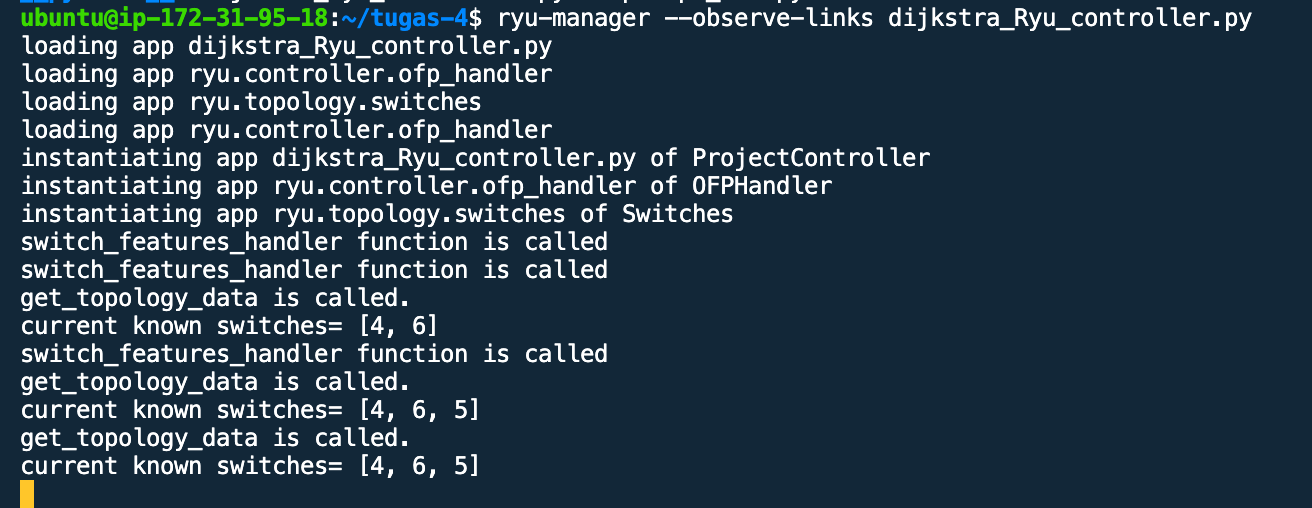 ubuntu@ip-172-31-95-18:~/tugas-4$ ryu-manager --observe-links dijkstra_Ryu_controller.py
loading app dijkstra_Ryu_controller.py
loading app ryu.controller.ofp_handler
loading app ryu.topology.switches
loading app ryu.controller.ofp_handler
instantiating app dijkstra_Ryu_controller.py of ProjectController
instantiating app ryu.controller.ofp_handler of OFPHandler
instantiating app ryu.topology.switches of Switches
switch_features_handler function is called
switch_features_handler function is called
get_topology_data is called.
current known switches= [4, 6]
switch_features_handler function is called
get_topology_data is called.
current known switches= [4, 6, 5]
get_topology_data is called.
current known switches= [4, 6, 5]